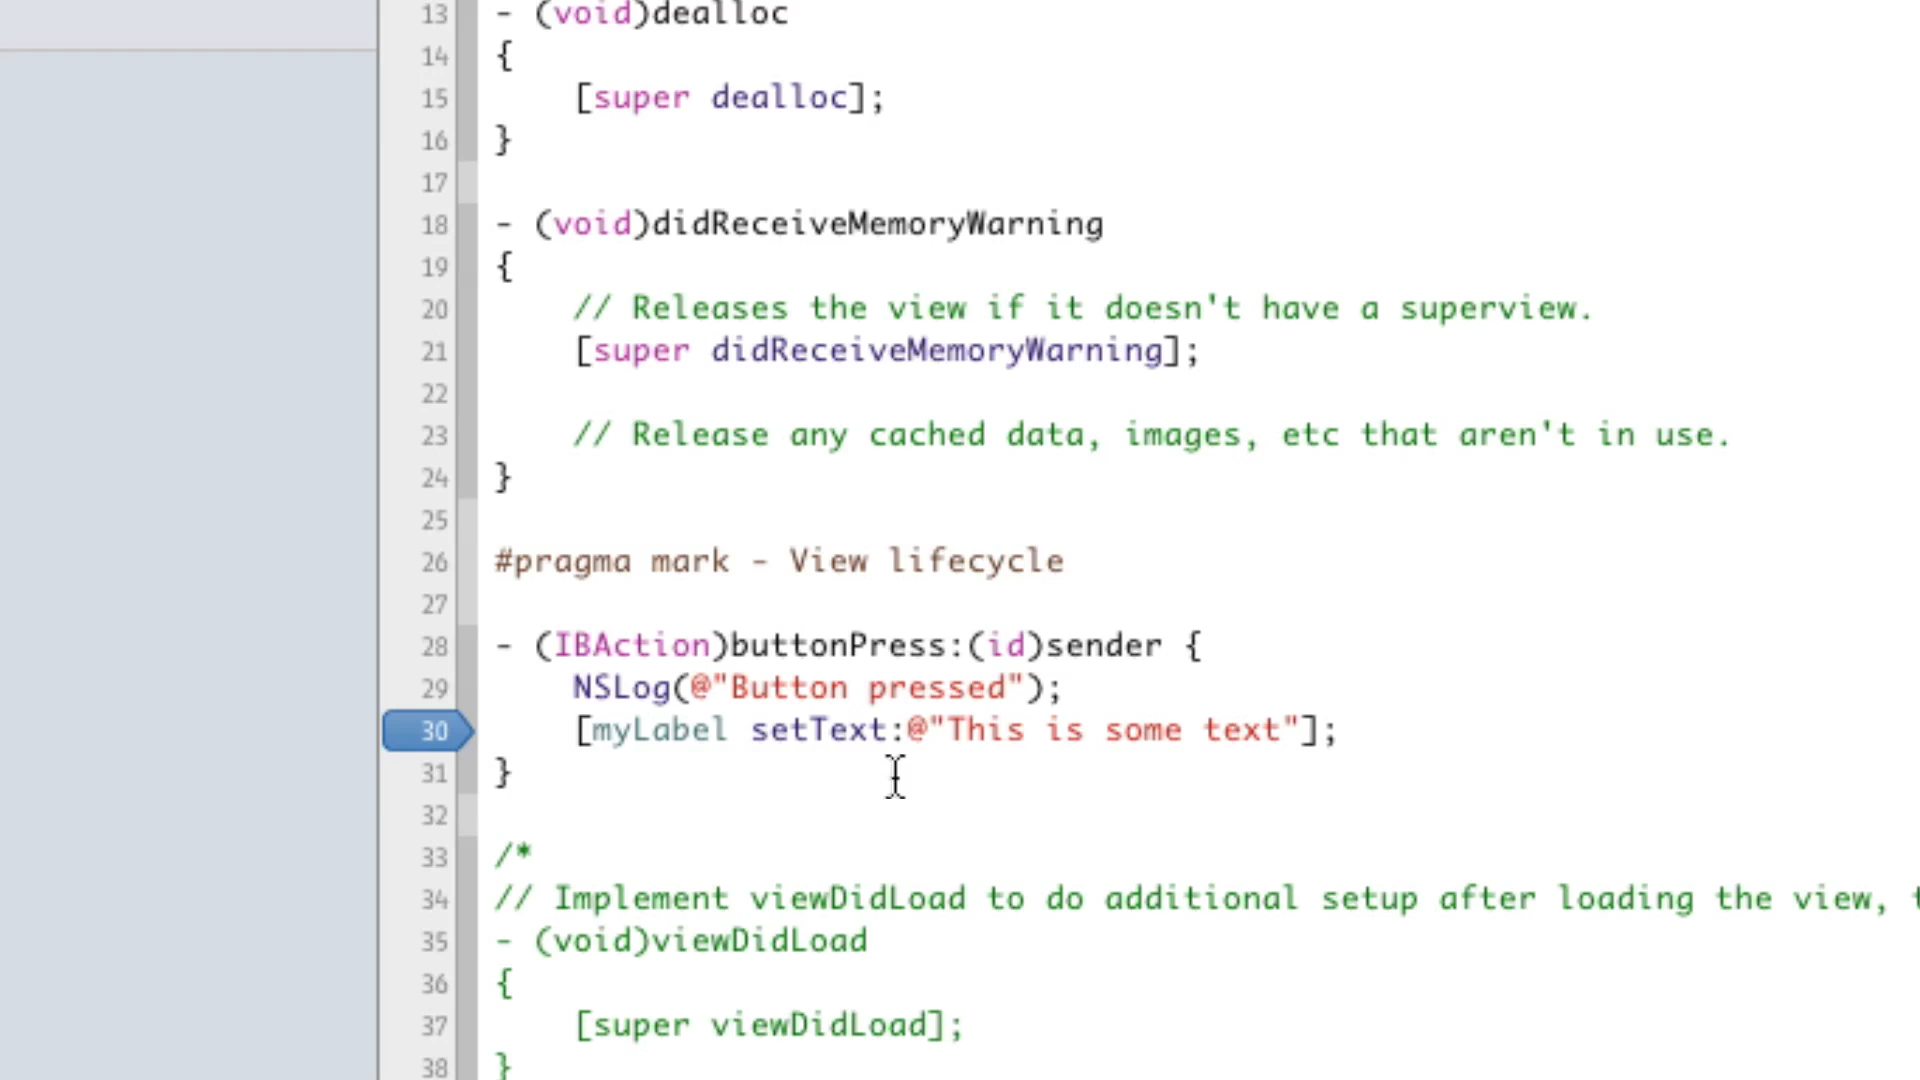 13 - (void)dealloc
14 {
15 [super dealloc];
16 }
17
18 - (void)didReceiveMemoryWarning
19 {
20 // Releases the view if it doesn't have a superview.
21 [super didReceiveMemoryWarning];
22
23 // Release any cached data, images, etc that aren't in use.
24 }
25
26 #pragma mark - View lifecycle
27
28 - (IBAction)buttonPress:(id)sender {
29 NSLog(@"Button pressed");
30 [myLabel setText:@"This is some text"];
31 }
32
33 /*
34 // Implement viewDidLoad to do additional setup after loading the view,
35 - (void)viewDidLoad
36 {
37 [super viewDidLoad];
38 }